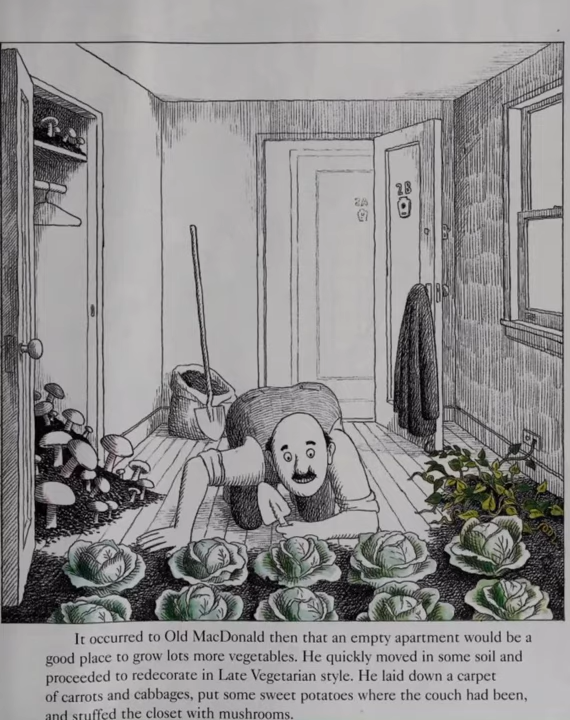 2A
2B
It occurred to Old MacDonald then that an empty apartment would be a
good place to grow lots more vegetables. He quickly moved in some soil and
proceeded to redecorate in Late Vegetarian style. He laid down a carpet
of carrots and cabbages, put some sweet potatoes where the couch had been,
and stuffed the closet with mushrooms.